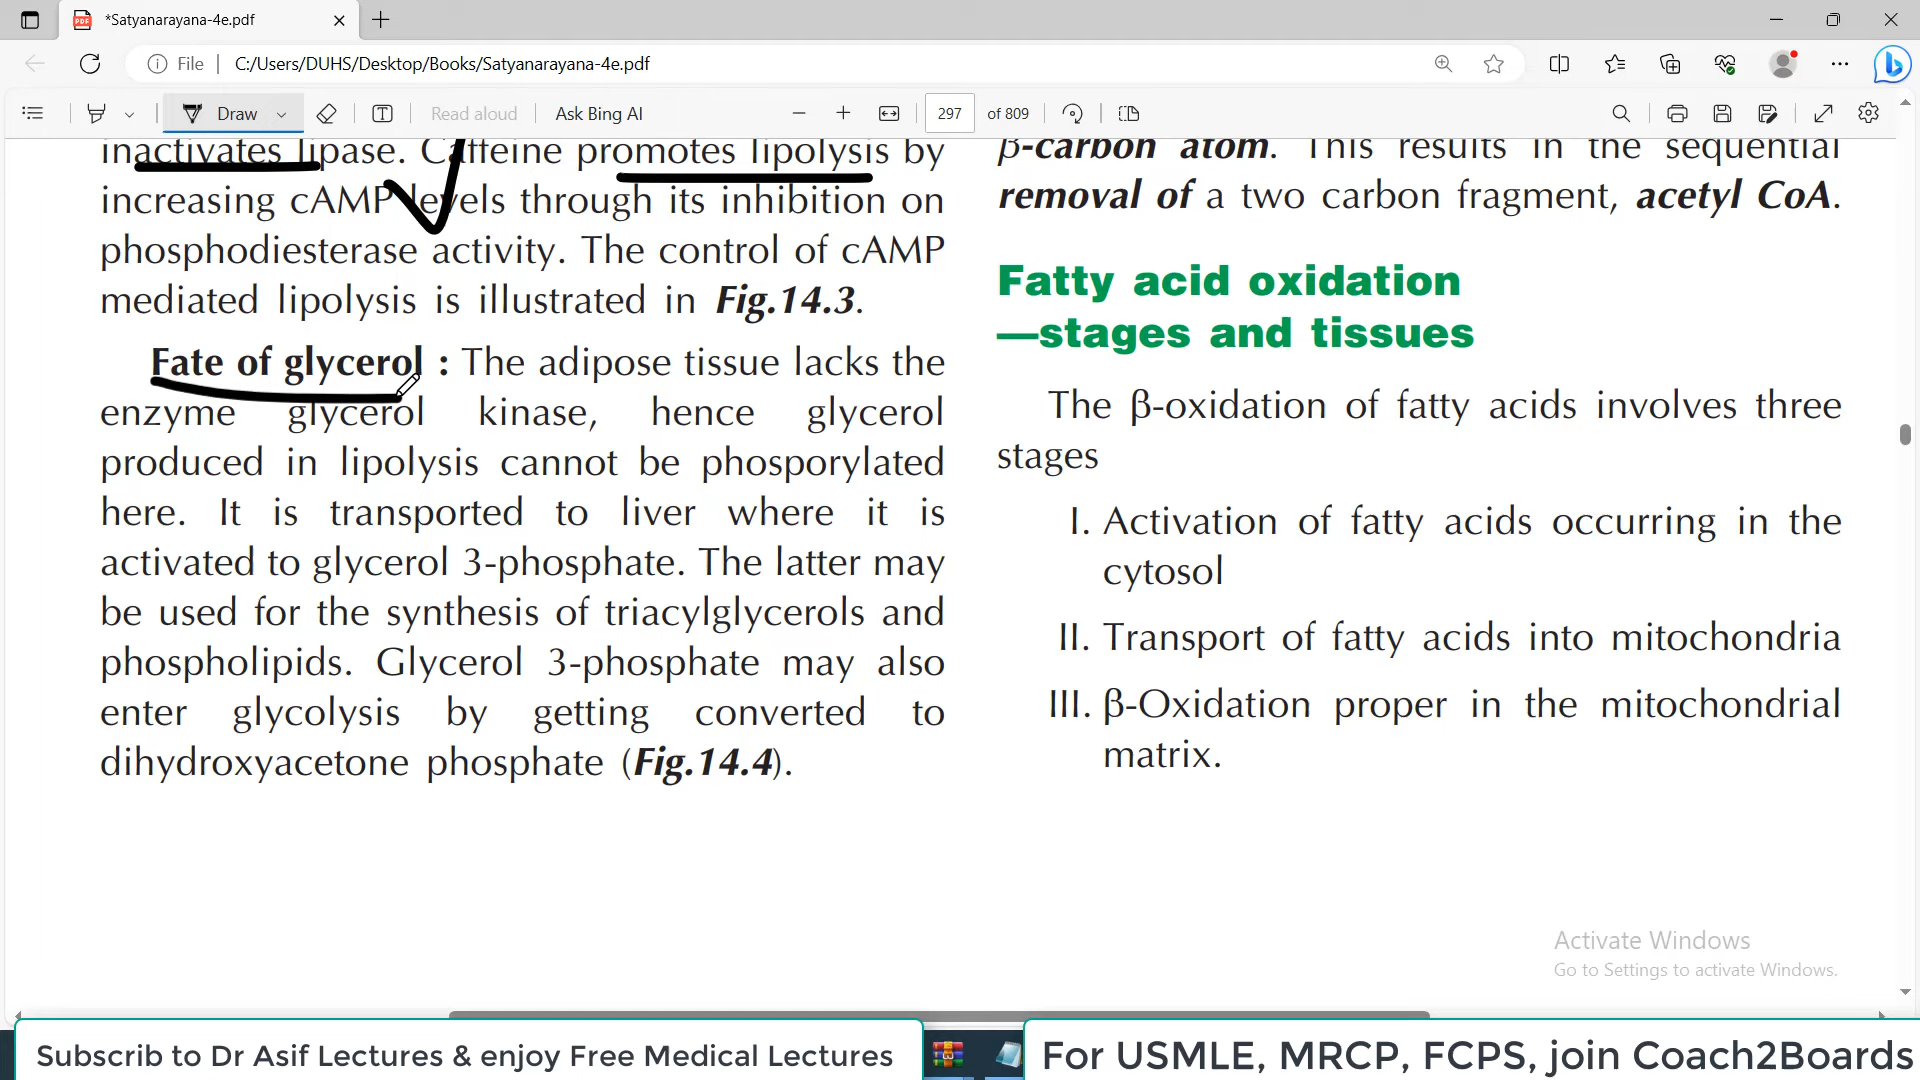 *Satyanarayana-4e.pdf
File
C:/Users/DUHS/Desktop/Books/Satyanarayana-4e.pdf
Draw
Read aloud
Ask Bing AI
297
of 809
inactivates lipase. Caffeine promotes lipolysis by
increasing cAMP levels through its inhibition on
phosphodiesterase activity. The control of cAMP
mediated lipolysis is illustrated in Fig.14.3.
Fate of glycerol : The adipose tissue lacks the
enzyme glycerol kinase, hence glycerol
produced in lipolysis cannot be phosporylated
here. It is transported to liver where it is
activated to glycerol 3-phosphate. The latter may
be used for the synthesis of triacylglycerols and
phospholipids. Glycerol 3-phosphate may also
enter glycolysis by getting converted to
dihydroxyacetone phosphate (Fig.14.4).
β-carbon atom. This results in the sequential
removal of a two carbon fragment, acetyl CoA.
Fatty acid oxidation
—stages and tissues
The β-oxidation of fatty acids involves three
stages
I. Activation of fatty acids occurring in the
cytosol
II. Transport of fatty acids into mitochondria
III. β-Oxidation proper in the mitochondrial
matrix.
Activate Windows
Go to Settings to activate Windows.
Subscrib to Dr Asif Lectures & enjoy Free Medical Lectures
For USMLE, MRCP, FCPS, join Coach2Boards